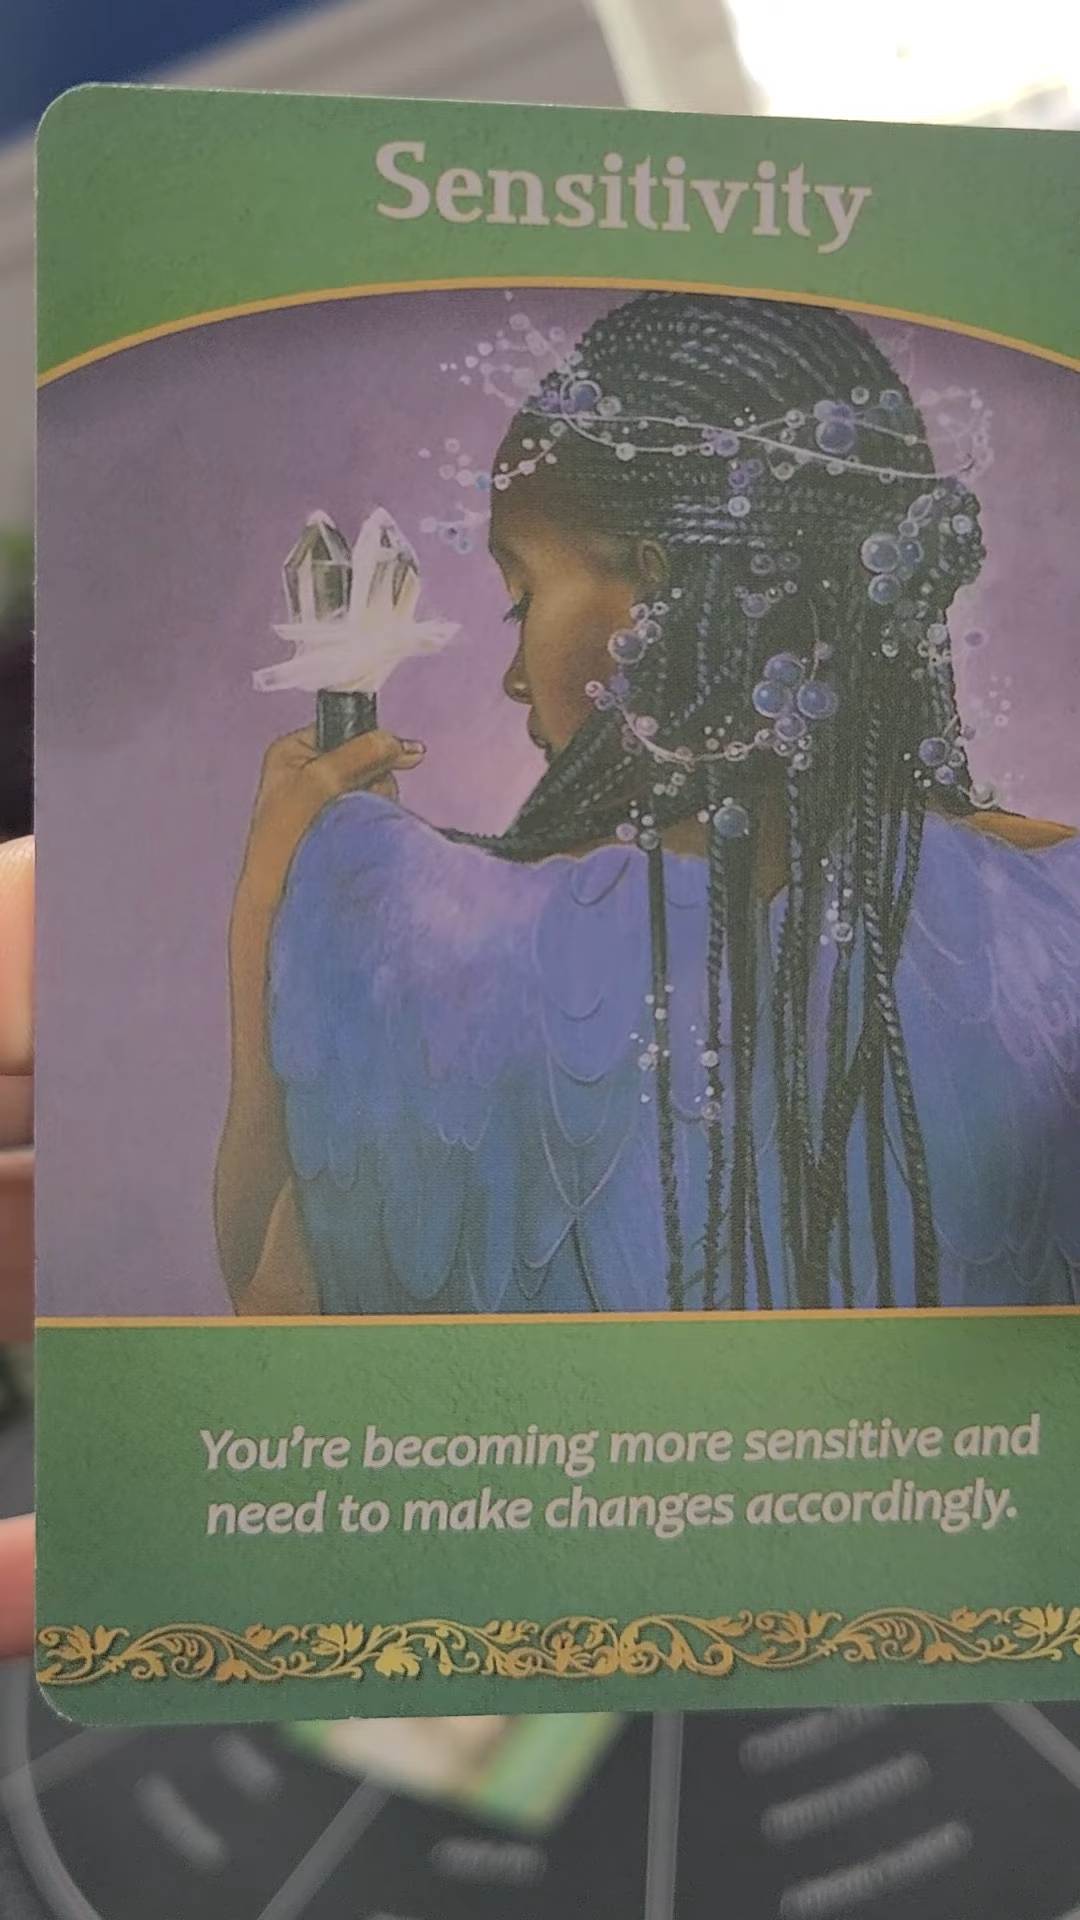 Sensitivity
You're becoming more sensitive and
need to make changes accordingly.